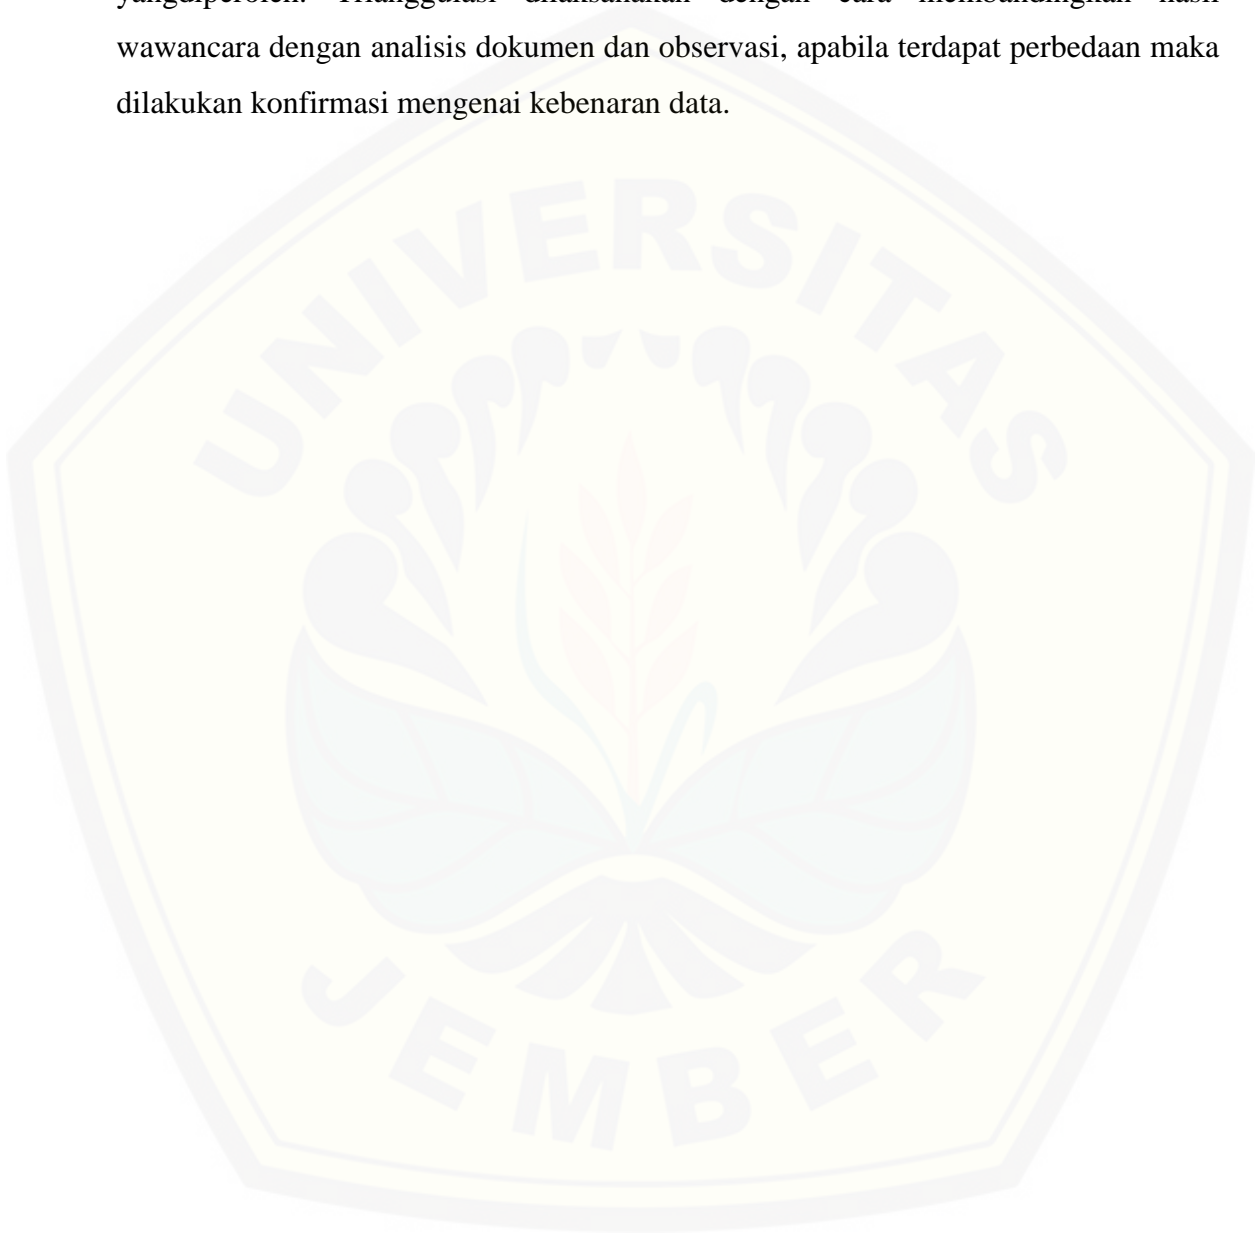 yangdiperoleh. Trianggulasi dilaksanakan dengan cara membandingkan hasil
wawancara dengan analisis dokumen dan observasi, apabila terdapat perbedaan maka
dilakukan konfirmasi mengenai kebenaran data.
UNIVERSITAS
JEMBER